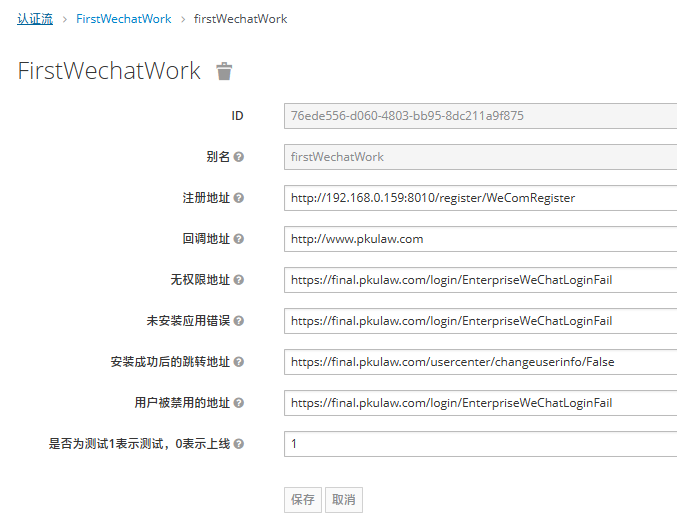 认证流 > FirstWechatWork > firstWechatWork
FirstWechatWork
ID 76ede556-d060-4803-bb95-8dc211a9f875
别名 ? firstWechatWork
注册地址 ? http://192.168.0.159:8010/register/WeComRegister
回调地址 ? http://www.pkulaw.com
无权限地址 ? https://final.pkulaw.com/login/EnterpriseWeChatLoginFail
未安装应用错误 ? https://final.pkulaw.com/login/EnterpriseWeChatLoginFail
安装成功后的跳转地址 ? https://final.pkulaw.com/usercenter/changeuserinfo/False
用户被禁用的地址 ? https://final.pkulaw.com/login/EnterpriseWeChatLoginFail
是否为测试1表示测试，0表示上线 ? 1
保存 取消